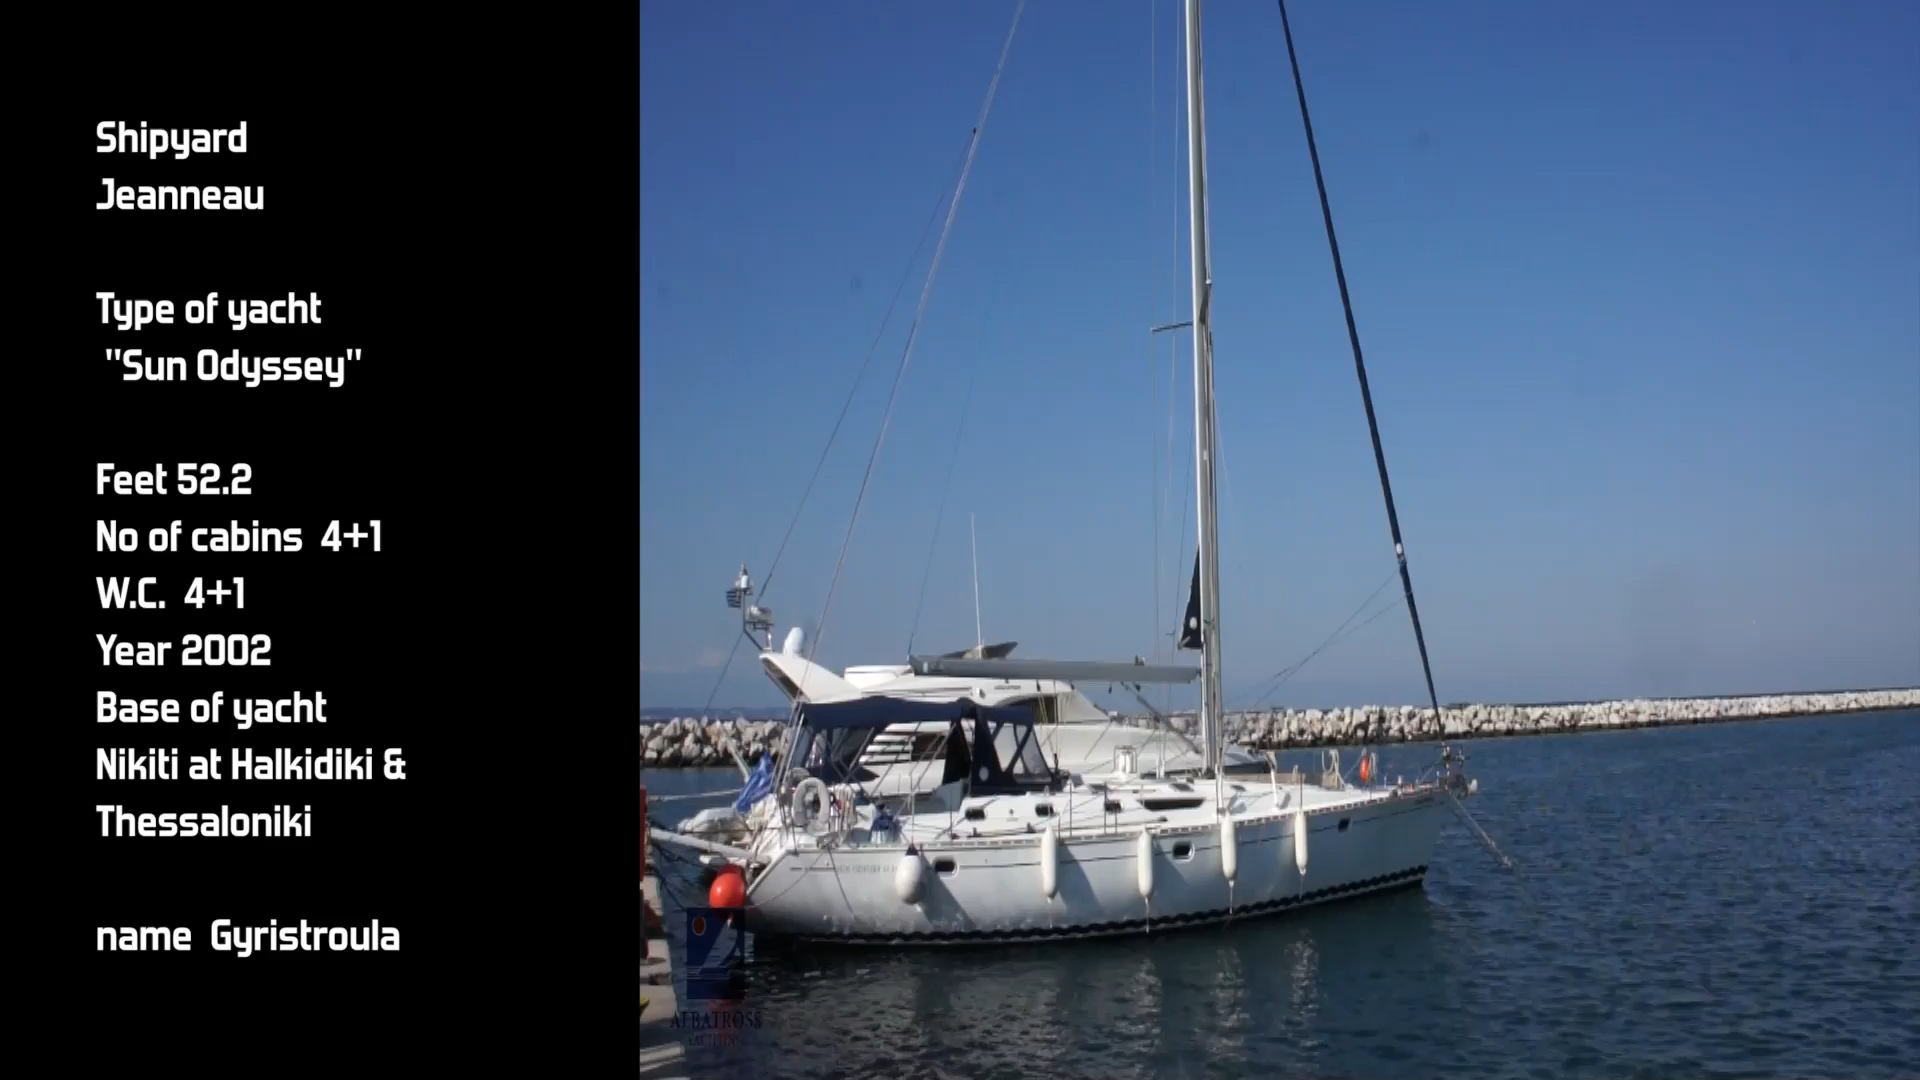 Shipyard
Jeanneau
Type of yacht
"Sun Odyssey"
Feet 52.2
No of cabins 4+1
W.C. 4+1
Year 2002
Base of yacht
Nikiti at Halkidiki &
Thessaloniki
name Gyristroula
ALBATROSS
YACHTING